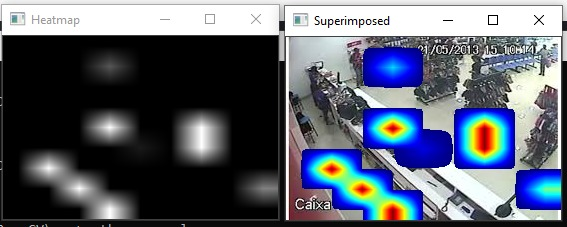 Heatmap
Superimposed
21/05/2013 15:10:14
Caixa